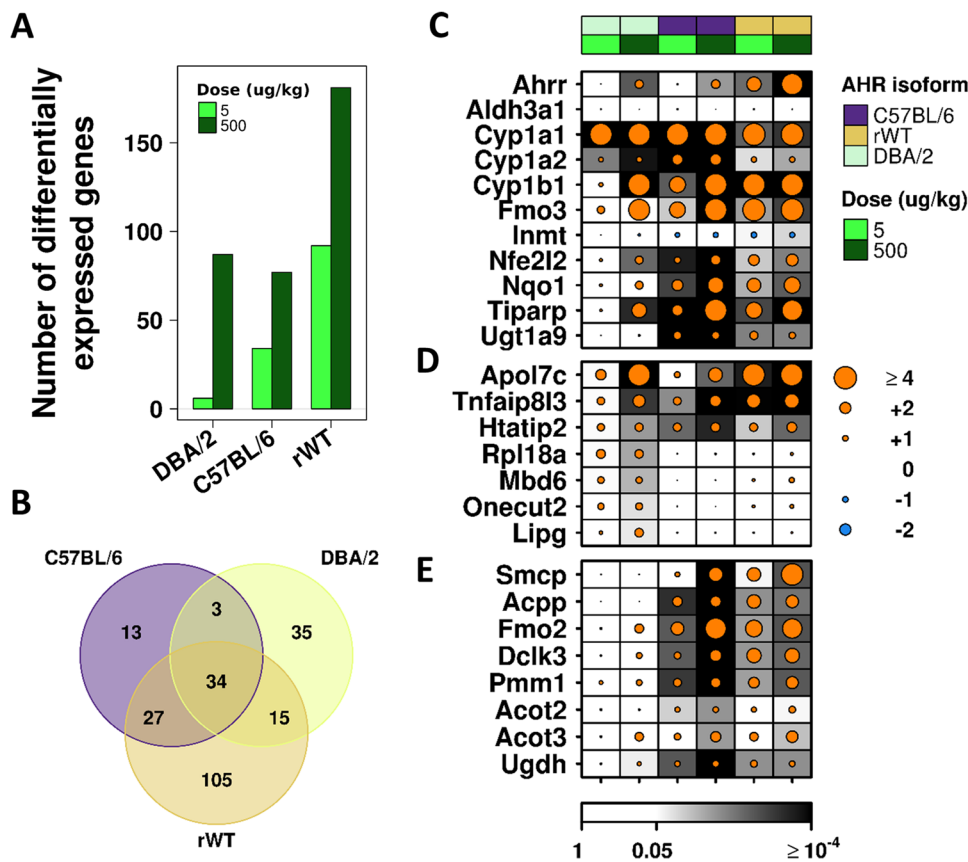 A
Number of differentially
expressed genes
Dose (ug/kg)
5
500
150
100
50
0
DBA/2
C57BL/6
rWT
B
C57BL/6
DBA/2
3
13
35
34
27
15
105
rWT
C
Ahrr
Aldh3a1
Cyp1a1
Cyp1a2
Cyp1b1
Fmo3
Inmt
Nfe2l2
Nqo1
Tiparp
Ugt1a9
AHR isoform
C57BL/6
rWT
DBA/2
Dose (ug/kg)
5
500
D
Apol7c
Tnfaip8l3
Htatip2
Rpl18a
Mbd6
Onecut2
Lipg
≥ 4
+2
+1
0
-1
-2
E
Smcp
Acpp
Fmo2
Dclk3
Pmm1
Acot2
Acot3
Ugdh
1
0.05
≥ 10⁻⁴